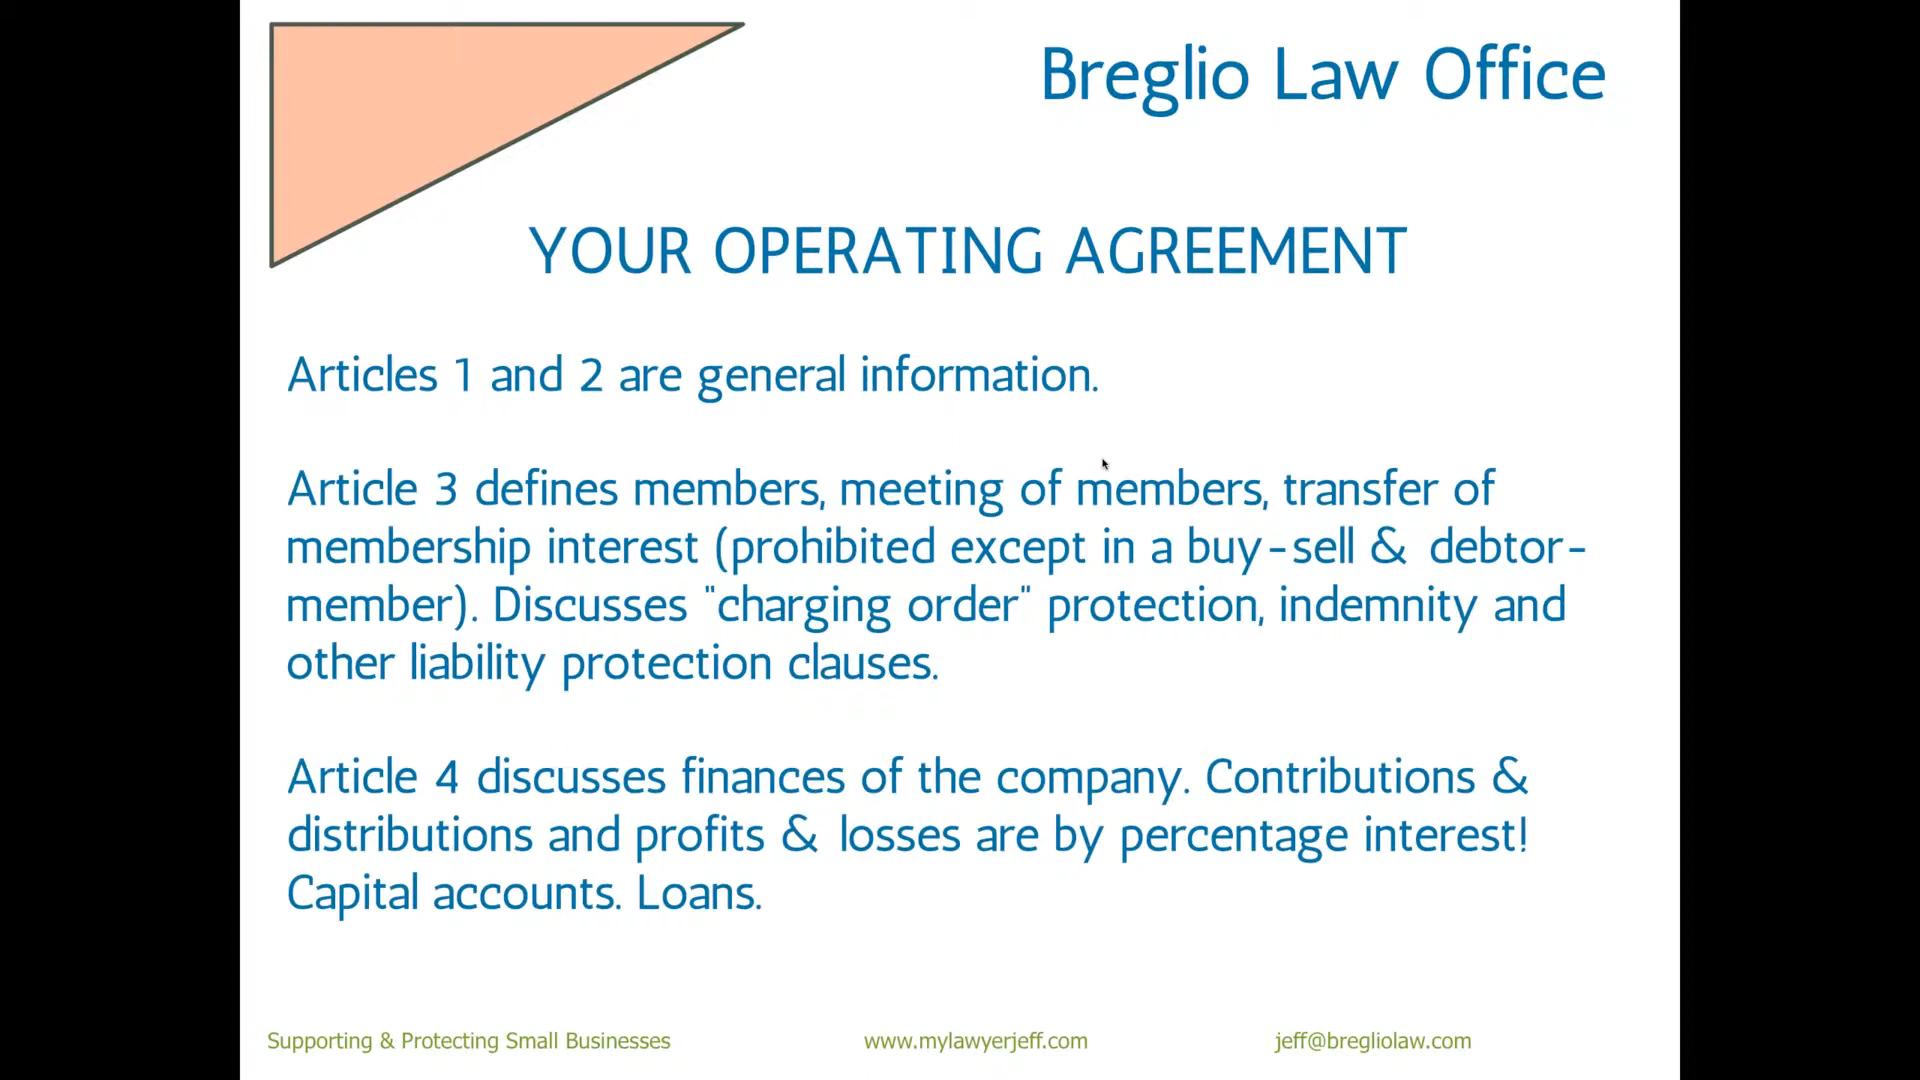 Breglio Law Office
YOUR OPERATING AGREEMENT
Articles 1 and 2 are general information.
Article 3 defines members, meeting of members, transfer of
membership interest (prohibited except in a buy-sell & debtor-
member). Discusses "charging order" protection, indemnity and
other liability protection clauses.
Article 4 discusses finances of the company. Contributions &
distributions and profits & losses are by percentage interest!
Capital accounts. Loans.
Supporting & Protecting Small Businesses www.mylawyerjeff.com jeff@bregliolaw.com